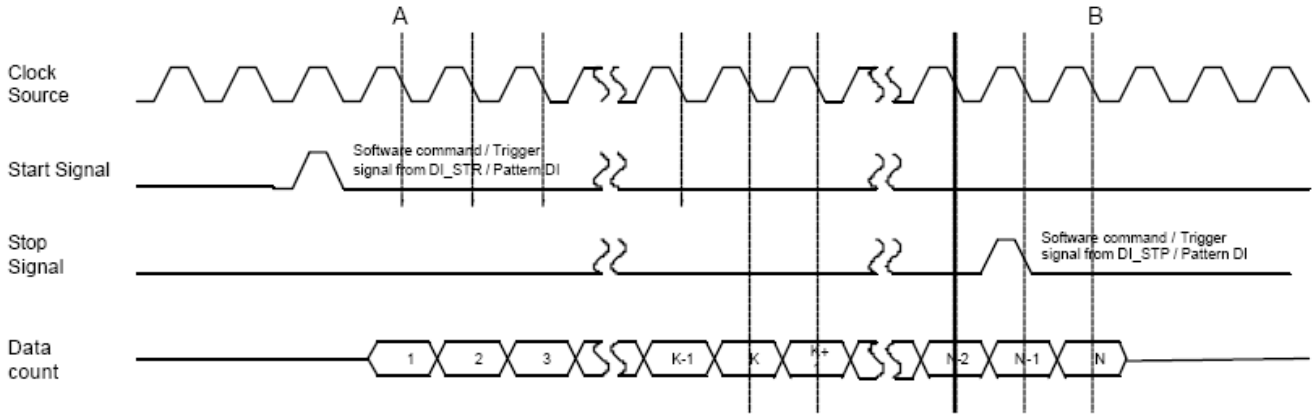 A B
Clock
Source
Start Signal
Software command / Trigger
signal from DI_STR / Pattern DI
Stop
Signal
Software command / Trigger
signal from DI_STP / Pattern DI
Data
count
1 2 3 K-1 K K+ N-2 N-1 N